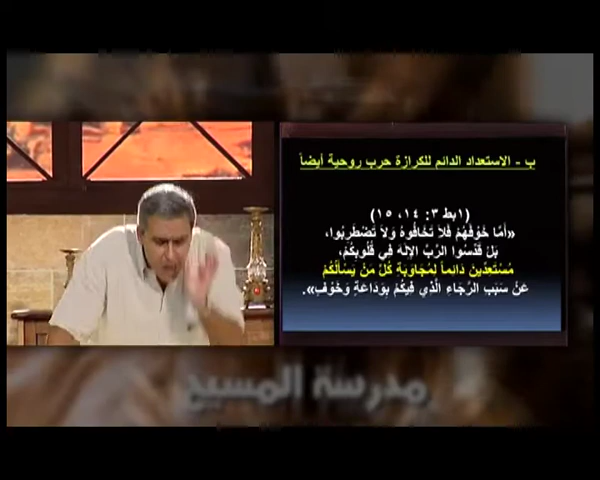 ب - الاستعداد الدائم للكرازة حرب روحية أيضاً
(١بط ٣: ١٤، ١٥)
«أَمَّا خَوْفَهُمْ فَلاَ تَخَافُوهُ وَلاَ تَضْطَرِبُوا،
بَلْ قَدِّسُوا الرَّبَّ الإِلَهَ فِي قُلُوبِكُمْ،
مُسْتَعِدِّينَ دَائِماً لِمُجَاوَبَةِ كُلِّ مَنْ يَسْأَلُكُمْ
عَنْ سَبَبِ الرَّجَاءِ الَّذِي فِيكُمْ بِوَدَاعَةٍ وَخَوْفٍ».
مدرسة المسيح